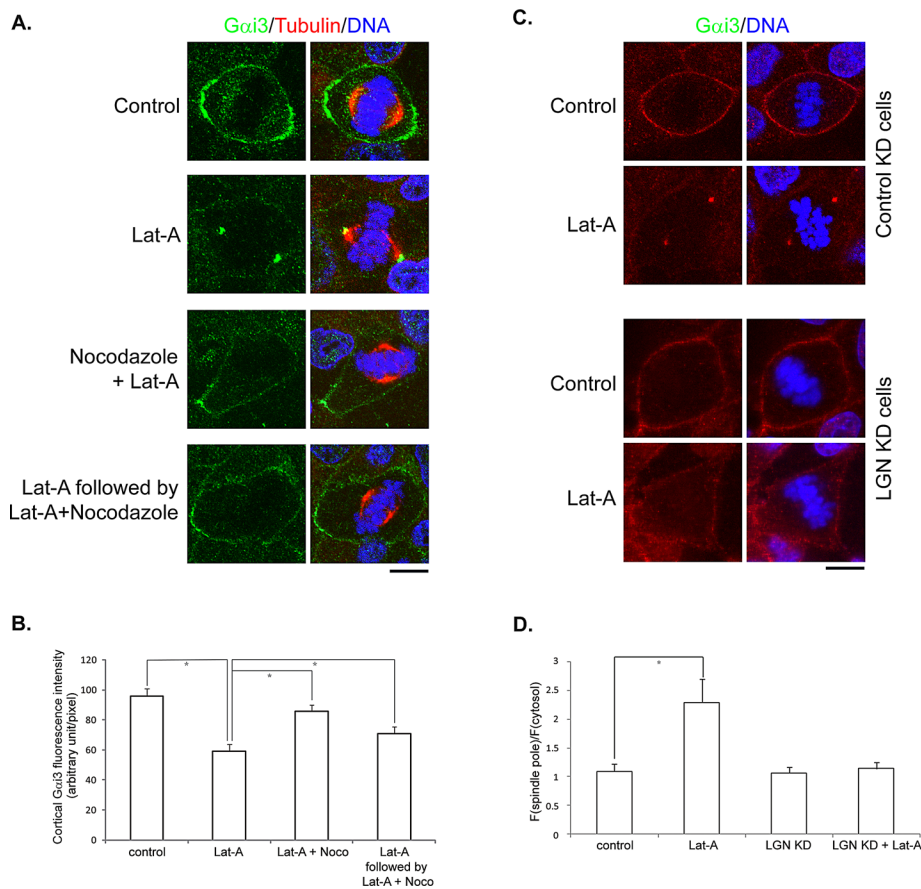 A.
Gαi3/Tubulin/DNA
Control
Lat-A
Nocodazole
+ Lat-A
Lat-A followed by
Lat-A+Nocodazole
C.
Gαi3/DNA
Control
Lat-A
Control KD cells
Control
Lat-A
LGN KD cells
B.
Cortical Gαi3 fluorescence intensity
(arbitrary unit/pixel)
120
100
80
60
40
20
0
*
*
*
control
Lat-A
Lat-A + Noco
Lat-A
followed by
Lat-A + Noco
D.
F(spindle pole)/F(cytosol)
3
2.5
2
1.5
1
0.5
0
*
control
Lat-A
LGN KD
LGN KD + Lat-A